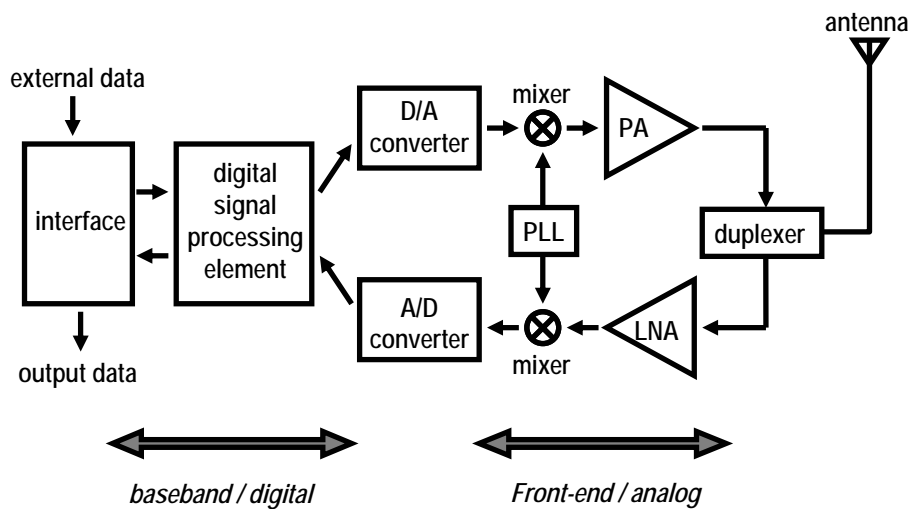 antenna
external data
interface
output data
digital
signal
processing
element
D/A
converter
mixer
PA
PLL
duplexer
A/D
converter
mixer
LNA
baseband / digital
Front-end / analog